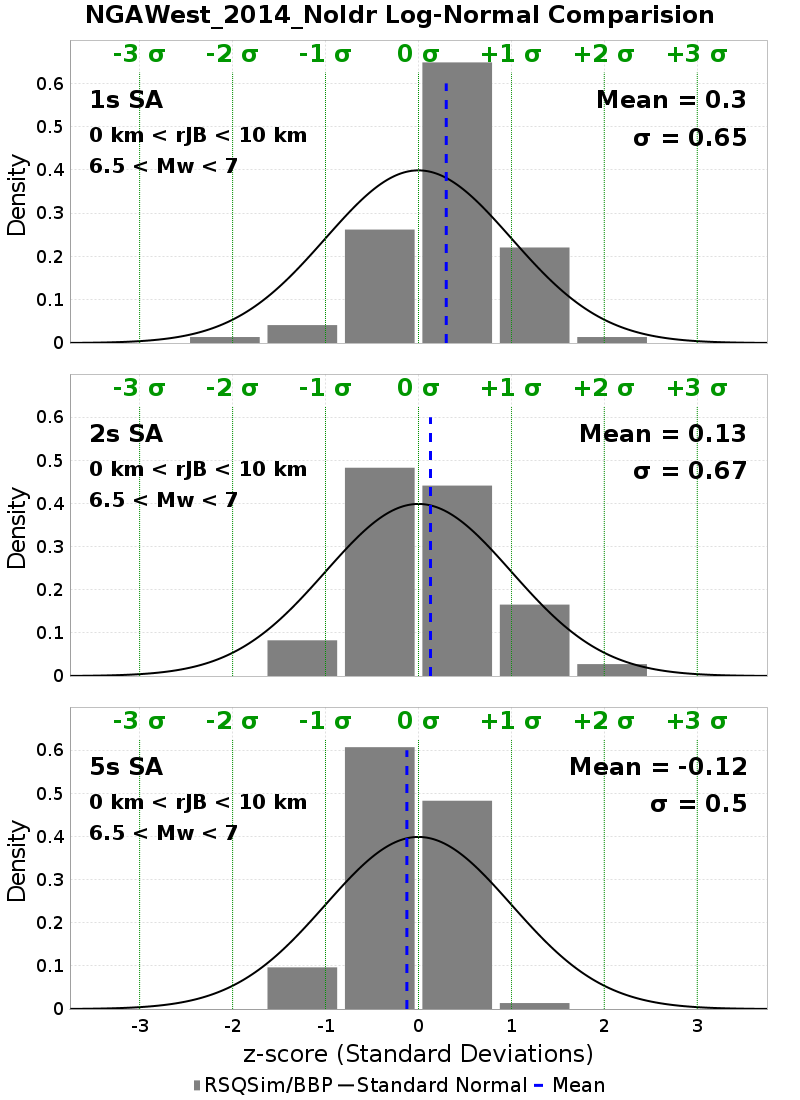 NGAWest_2014_NoIdr Log-Normal Comparision
-3 σ -2 σ -1 σ 0 σ +1 σ +2 σ +3 σ
1s SA Mean = 0.3
0 km < rJB < 10 km σ = 0.65
6.5 < Mw < 7
Density
0.6
0.5
0.4
0.3
0.2
0.1
0
-3 σ -2 σ -1 σ 0 σ +1 σ +2 σ +3 σ
2s SA Mean = 0.13
0 km < rJB < 10 km σ = 0.67
6.5 < Mw < 7
Density
0.6
0.5
0.4
0.3
0.2
0.1
0
-3 σ -2 σ -1 σ 0 σ +1 σ +2 σ +3 σ
5s SA Mean = -0.12
0 km < rJB < 10 km σ = 0.5
6.5 < Mw < 7
Density
0.6
0.5
0.4
0.3
0.2
0.1
0
-3 -2 -1 0 1 2 3
z-score (Standard Deviations)
RSQSim/BBP Standard Normal Mean